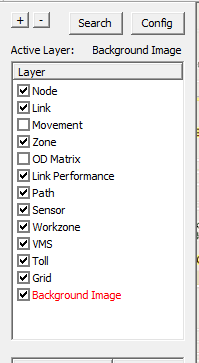 + - Search Config
Active Layer: Background Image
Layer
Node
Link
Movement
Zone
OD Matrix
Link Performance
Path
Sensor
Workzone
VMS
Toll
Grid
Background Image